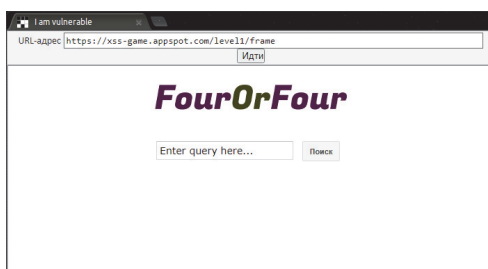 I am vulnerable
URL-адрес https://xss-game.appspot.com/level1/frame
Идти
FourOrFour
Enter query here... Поиск